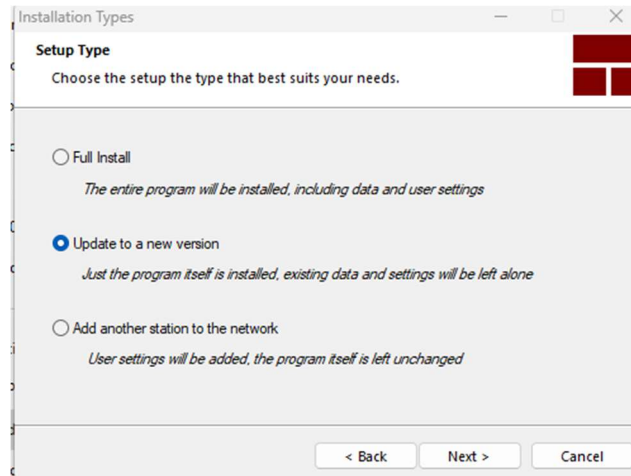 Installation Types
Setup Type
Choose the setup the type that best suits your needs.
Full Install
The entire program will be installed, including data and user settings
Update to a new version
Just the program itself is installed, existing data and settings will be left alone
Add another station to the network
User settings will be added, the program itself is left unchanged
< Back
Next >
Cancel